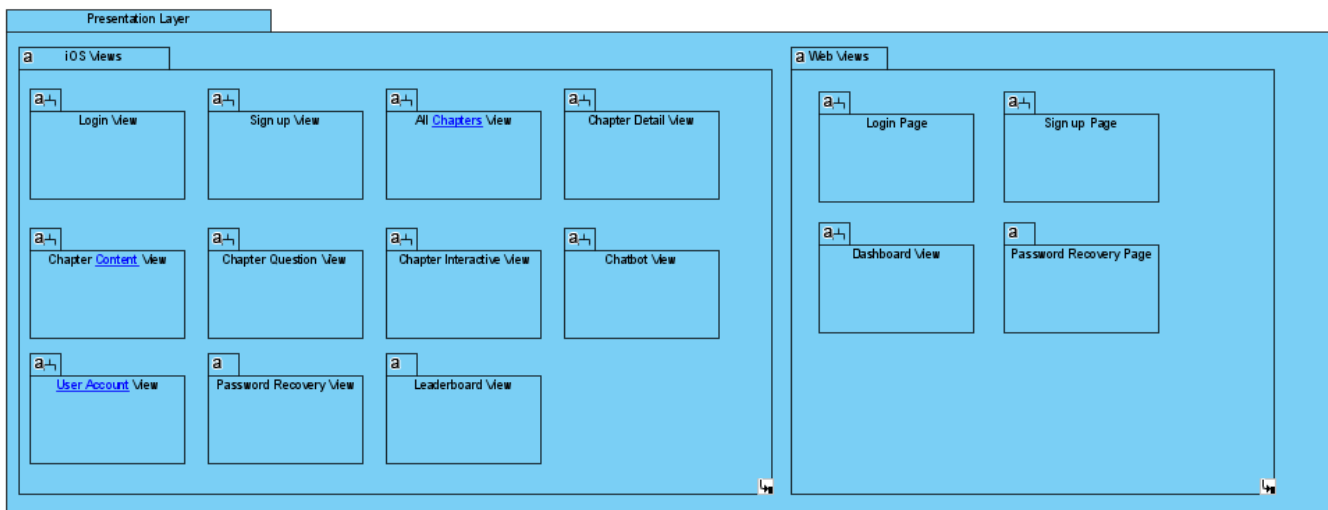 Presentation Layer
a iOS Views
a Web Views
a
a
a
a
Login View
Sign up View
All Chapters View
Chapter Detail View
a
a
Login Page
Sign up Page
a
a
a
a
Chapter Content View
Chapter Question View
Chapter Interactive View
Chatbot View
a
a
Dashboard View
Password Recovery Page
a
a
a
User Account View
Password Recovery View
Leaderboard View